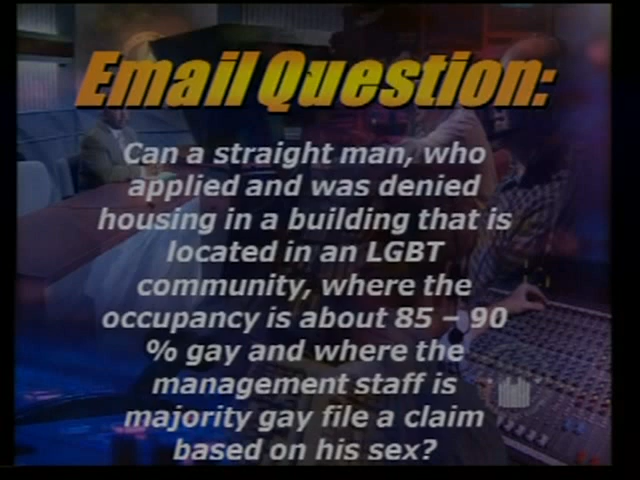 Email Question:
Can a straight man, who
applied and was denied
housing in a building that is
located in an LGBT
community, where the
occupancy is about 85 – 90
% gay and where the
management staff is
majority gay file a claim
based on his sex?